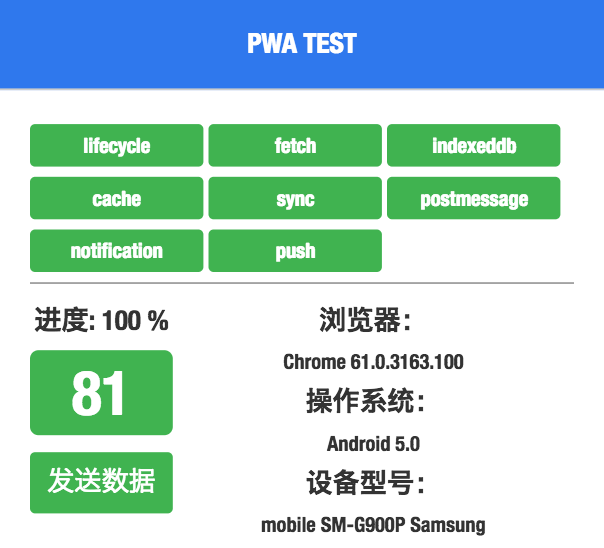 PWA TEST
lifecycle fetch indexeddb
cache sync postmessage
notification push
进度: 100 %
81
发送数据
浏览器:
Chrome 61.0.3163.100
操作系统:
Android 5.0
设备型号:
mobile SM-G900P Samsung